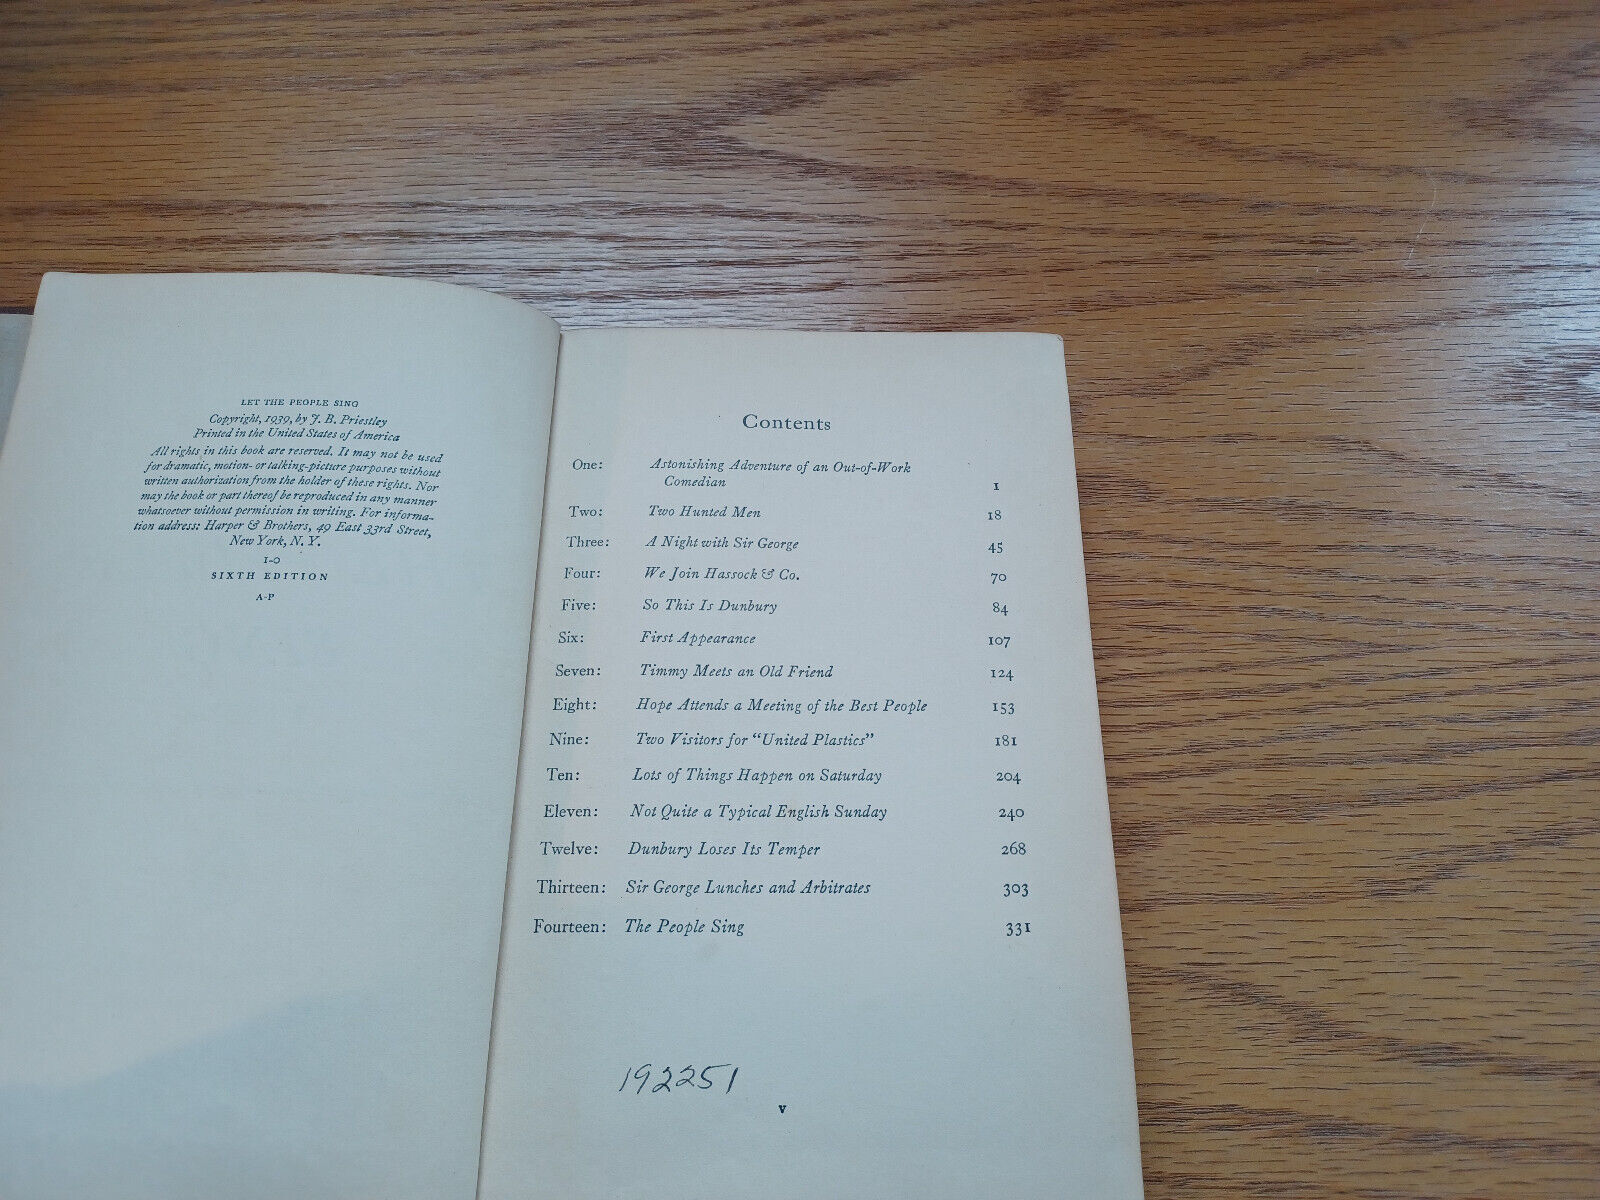 LET THE PEOPLE SING
Copyright, 1939, by J. B. Priestley
Printed in the United States of America
All rights in this book are reserved. It may not be used
for dramatic, motion- or talking-picture purposes without
written authorization from the holder of these rights. Nor
may the book or part thereof be reproduced in any manner
whatsoever without permission in writing. For informa-
tion address: Harper & Brothers, 49 East 33rd Street,
New York, N. Y.
1-0
SIXTH EDITION
A-P
Contents
One: Astonishing Adventure of an Out-of-Work
Comedian 1
Two: Two Hunted Men 18
Three: A Night with Sir George 45
Four: We Join Hassock & Co. 70
Five: So This Is Dunbury 84
Six: First Appearance 107
Seven: Timmy Meets an Old Friend 124
Eight: Hope Attends a Meeting of the Best People 153
Nine: Two Visitors for "United Plastics" 181
Ten: Lots of Things Happen on Saturday 204
Eleven: Not Quite a Typical English Sunday 240
Twelve: Dunbury Loses Its Temper 268
Thirteen: Sir George Lunches and Arbitrates 303
Fourteen: The People Sing 331
192251
v